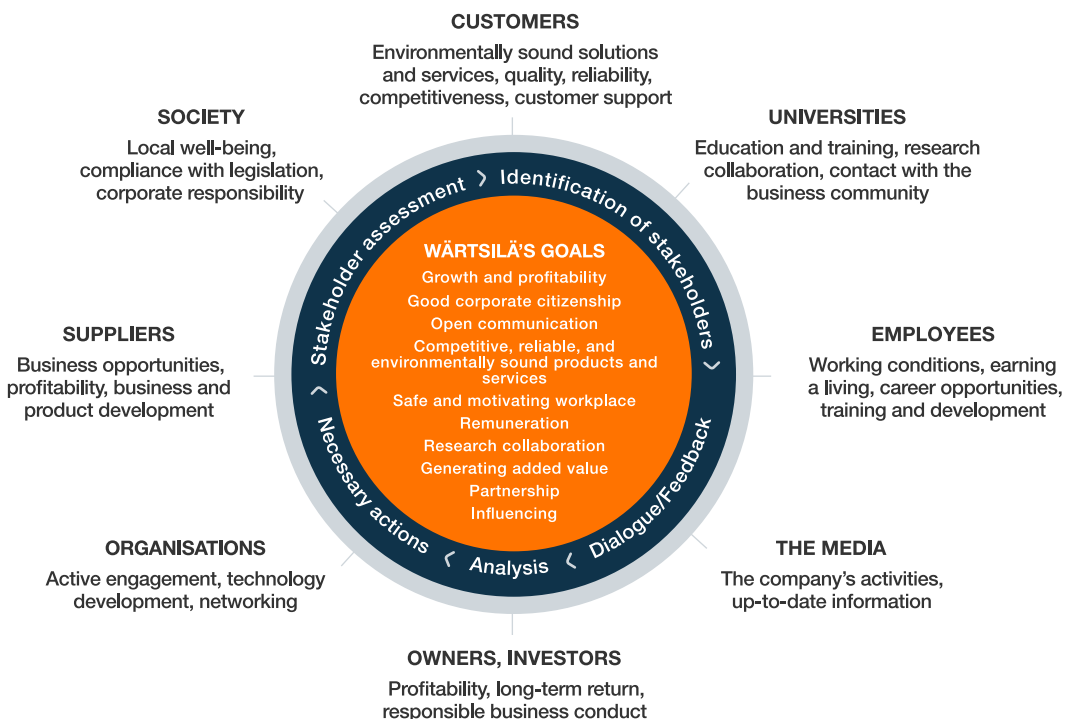 CUSTOMERS
Environmentally sound solutions
and services, quality, reliability,
competitiveness, customer support
SOCIETY
Local well-being,
compliance with legislation,
corporate responsibility
UNIVERSITIES
Education and training, research
collaboration, contact with the
business community
Stakeholder assessment > Identification of stakeholders >
WÄRTSILÄ'S GOALS
Growth and profitability
Good corporate citizenship
Open communication
Competitive, reliable, and
environmentally sound products and
services
Safe and motivating workplace
Remuneration
Research collaboration
Generating added value
Partnership
Influencing
SUPPLIERS
Business opportunities,
profitability, business and
product development
EMPLOYEES
Working conditions, earning
a living, career opportunities,
training and development
Dialogue/Feedback > Analysis > Necessary actions >
ORGANISATIONS
Active engagement, technology
development, networking
THE MEDIA
The company's activities,
up-to-date information
OWNERS, INVESTORS
Profitability, long-term return,
responsible business conduct